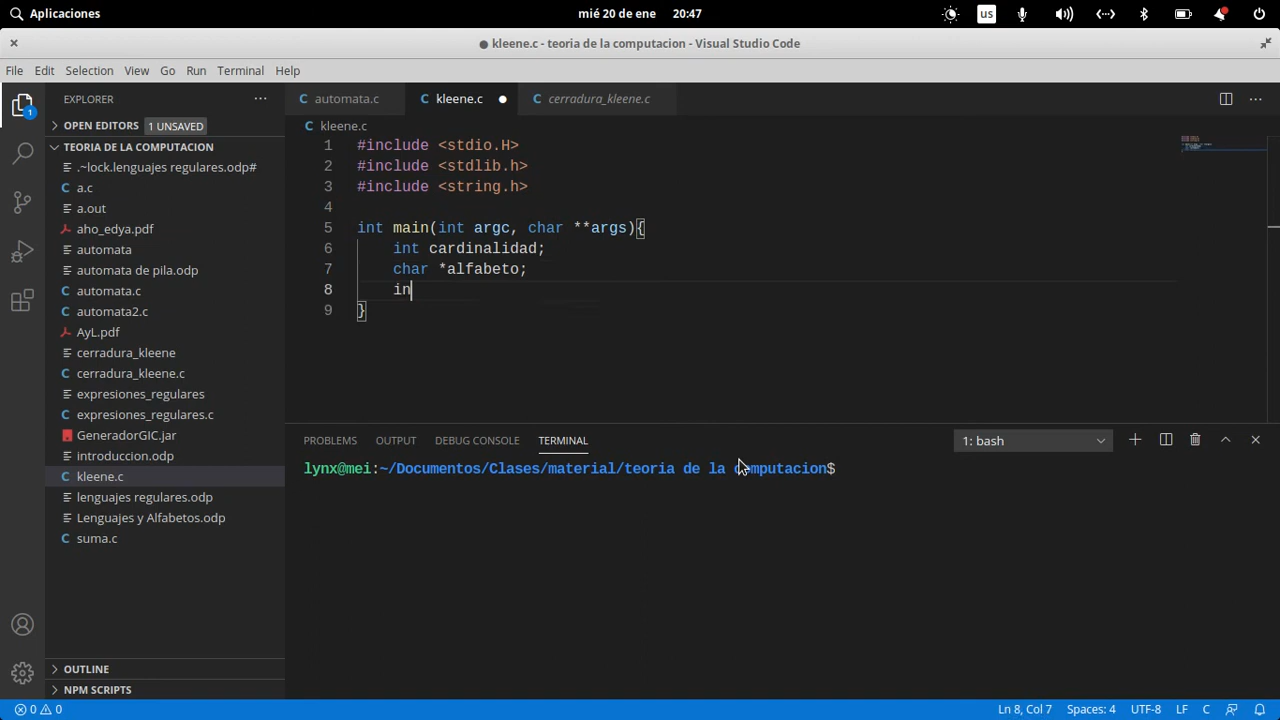 Aplicaciones
mié 20 de ene 20:47
us
● kleene.c - teoria de la computacion - Visual Studio Code
File Edit Selection View Go Run Terminal Help
EXPLORER
OPEN EDITORS 1 UNSAVED
TEORIA DE LA COMPUTACION
.~lock.lenguajes regulares.odp#
a.c
a.out
aho_edya.pdf
automata
automata de pila.odp
automata.c
automata2.c
AyL.pdf
cerradura_kleene
cerradura_kleene.c
expresiones_regulares
expresiones_regulares.c
GeneradorGIC.jar
introduccion.odp
kleene.c
lenguajes regulares.odp
Lenguajes y Alfabetos.odp
suma.c
OUTLINE
NPM SCRIPTS
automata.c kleene.c cerradura_kleene.c
kleene.c
1 #include <stdio.H>
2 #include <stdlib.h>
3 #include <string.h>
4
5 int main(int argc, char **args){
6 int cardinalidad;
7 char *alfabeto;
8 in
9 }
PROBLEMS OUTPUT DEBUG CONSOLE TERMINAL
1: bash
lynx@mei:~/Documentos/Clases/material/teoria de la computacion$
0 0
Ln 8, Col 7 Spaces: 4 UTF-8 LF C